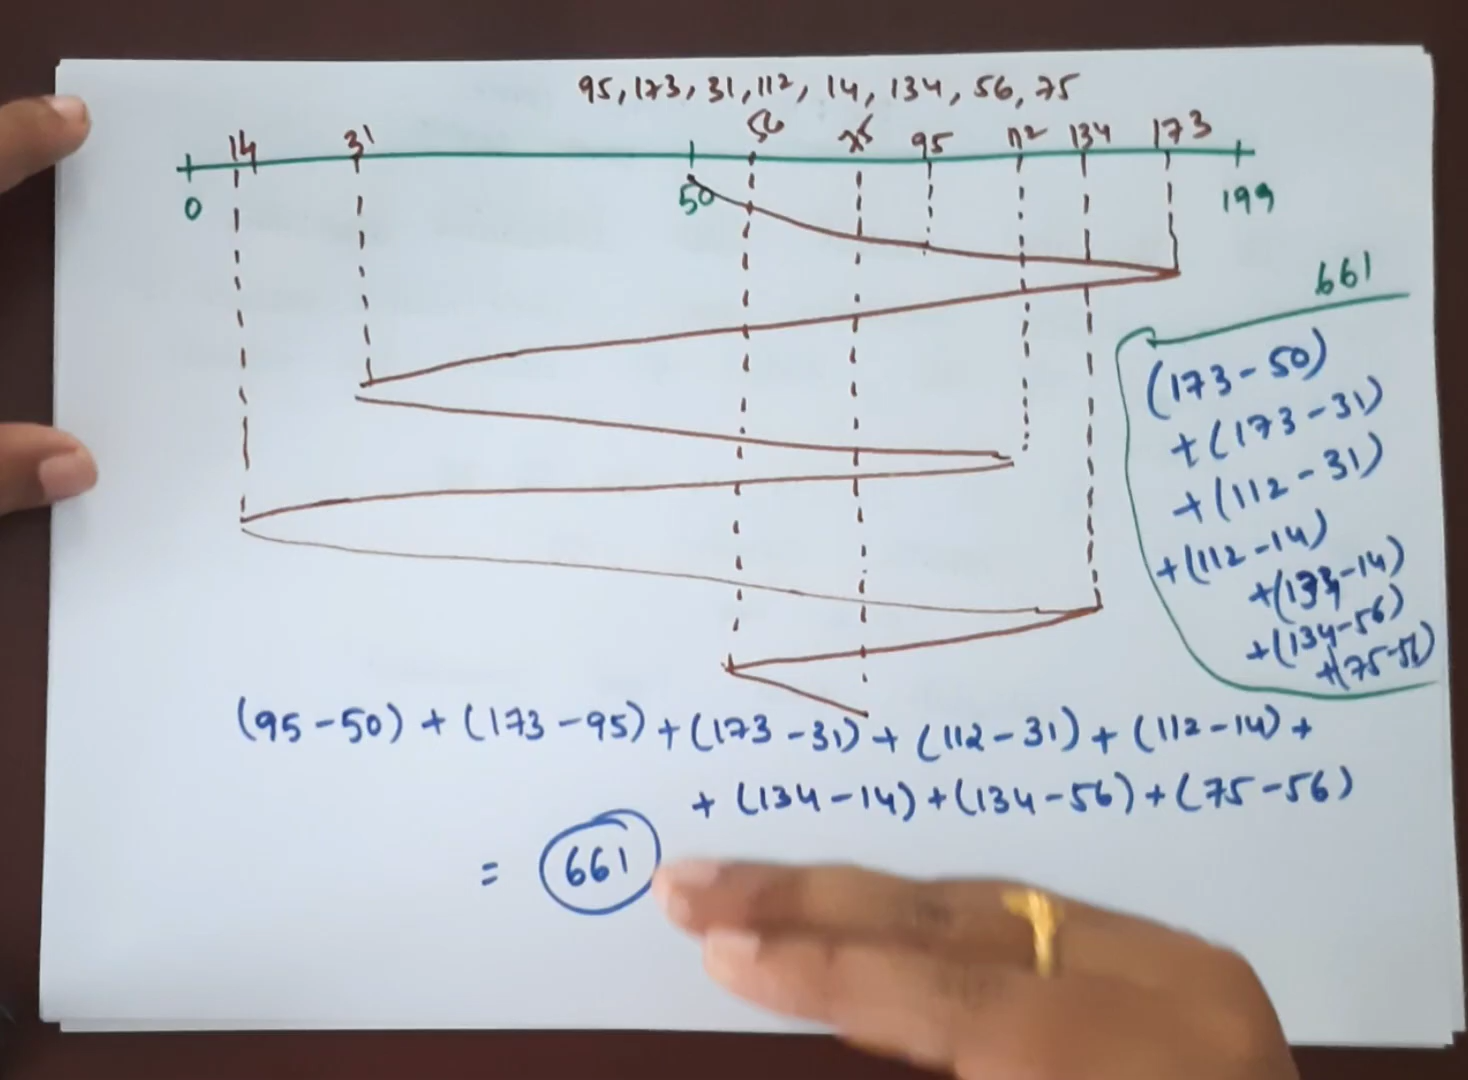 95, 173, 31, 112, 14, 134, 56, 75
14 31 56 75 95 112 134 173
0 50 199
661
(173-50)
+(173-31)
+(112-31)
+(112-14)
+(134-14)
+(134-56)
+(75-56)
(95-50) + (173-95) + (173-31) + (112-31) + (112-14) +
+ (134-14) + (134-56) + (75-56)
= 661